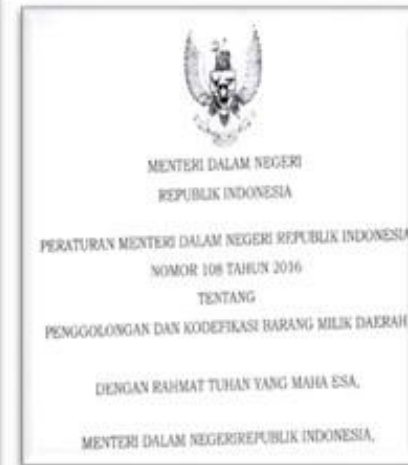 MENTERI DALAM NEGERI
REPUBLIK INDONESIA
PERATURAN MENTERI DALAM NEGERI REPUBLIK INDONESIA
NOMOR 108 TAHUN 2016
TENTANG
PENGGOLONGAN DAN KODEFIKASI BARANG MILIK DAERAH
DENGAN RAHMAT TUHAN YANG MAHA ESA,
MENTERI DALAM NEGERIREPUBLIK INDONESIA,